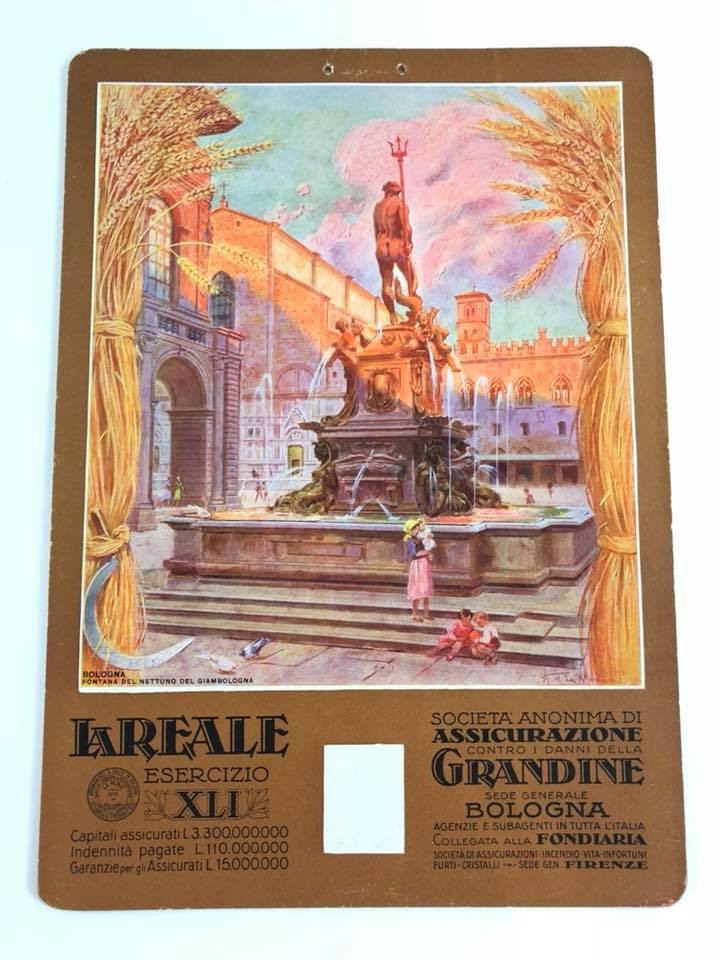 BOLOGNA
FONTANA DEL NETTUNO DEL GIAMBOLOGNA
LA REALE
ESERCIZIO
XLI
Capitali assicurati L. 3.300.000.000
Indennità pagate L. 110.000.000
Garanzie per gli Assicurati L. 15.000.000
SOCIETÀ ANONIMA DI
ASSICURAZIONE
CONTRO I DANNI DELLA
GRANDINE
SEDE GENERALE
BOLOGNA
AGENZIE E SUBAGENTI IN TUTTA L'ITALIA
COLLEGATA ALLA FONDIARIA
SOCIETÀ DI ASSICURAZIONI - INCENDIO - VITA - INFORTUNI
FURTI - CRISTALLI - SEDE GEN. FIRENZE